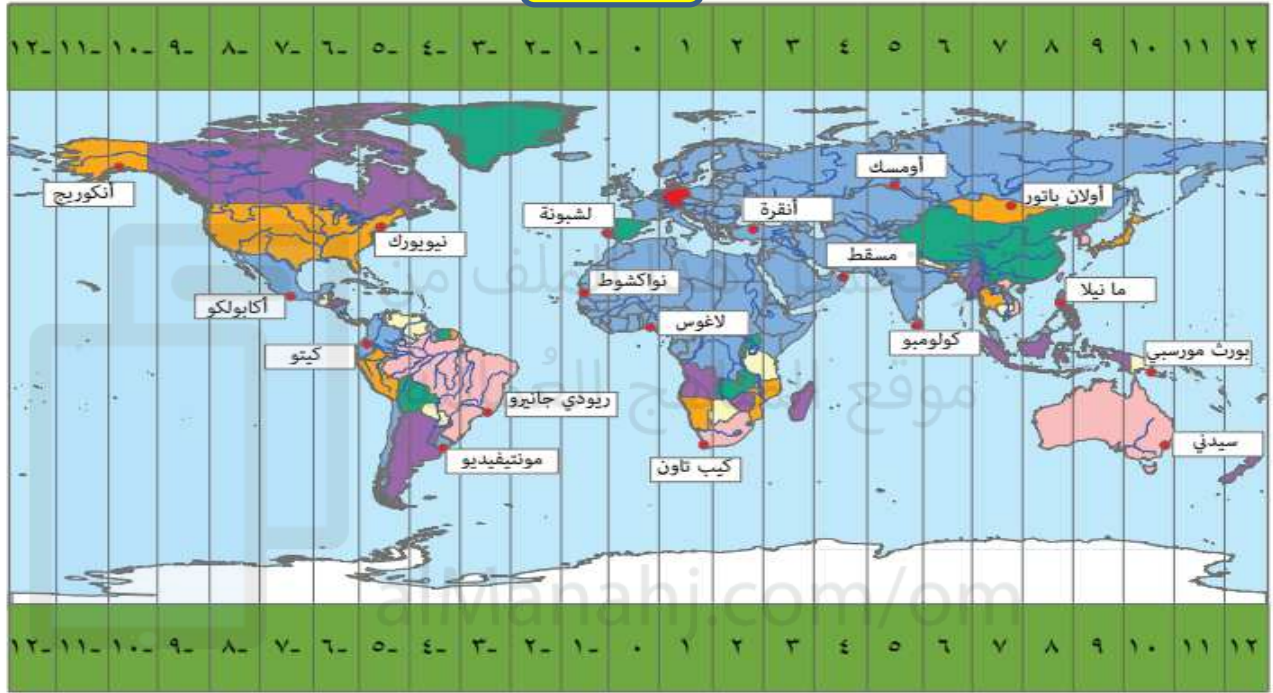 ١٢- ١١- ١٠- ٩- ٨- ٧- ٦- ٥- ٤- ٣- ٢- ١- ٠ ١ ٢ ٣ ٤ ٥ ٦ ٧ ٨ ٩ ١٠ ١١ ١٢
أومسك
أنكوريج
أولان باتور
لشبونة
أنقرة
نيويورك
مسقط
نواكشوط
ما نيلا
أكابولكو
لاغوس
كولومبو
كيتو
بورث مورسبي
ريودي جانيرو
سيدني
مونتيفيديو
كيب تاون
موقع
alManahj.com/om
١٢- ١١- ١٠- ٩- ٨- ٧- ٦- ٥- ٤- ٣- ٢- ١- ٠ ١ ٢ ٣ ٤ ٥ ٦ ٧ ٨ ٩ ١٠ ١١ ١٢